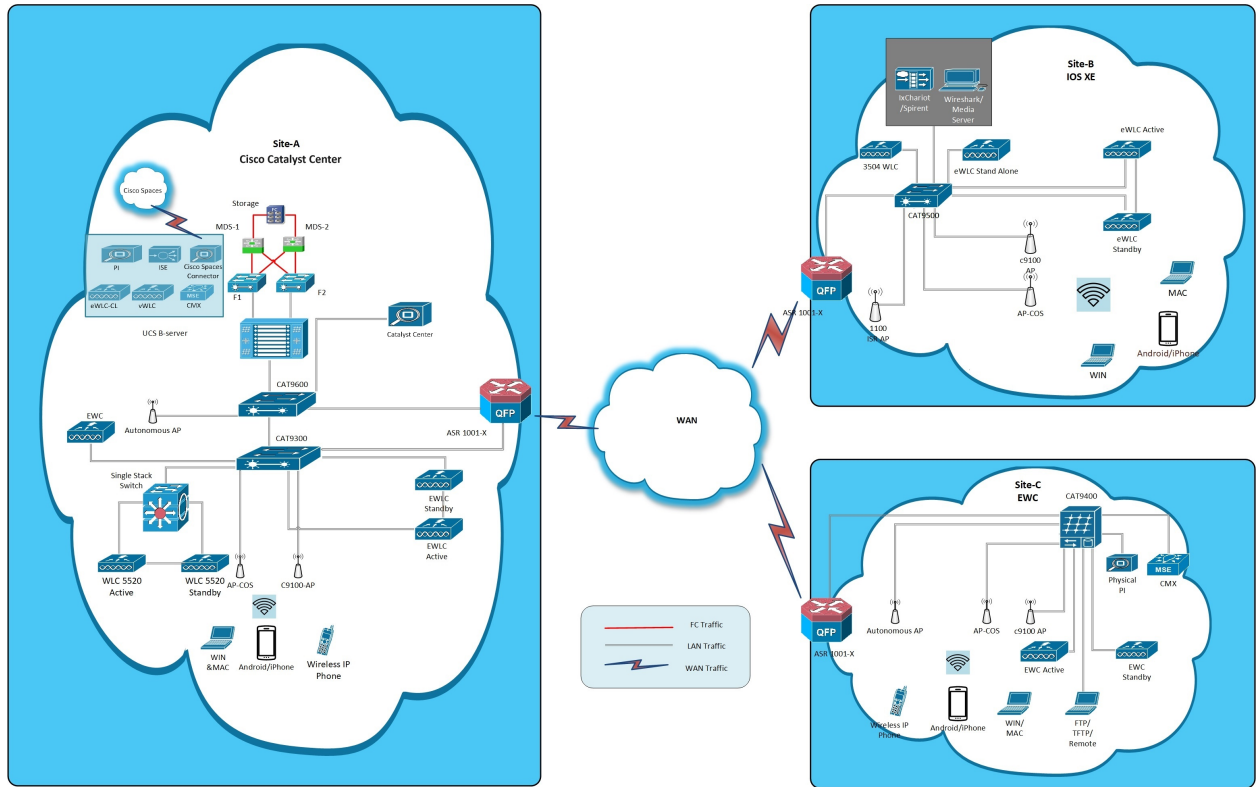 Site-A
Cisco Catalyst Center
Cisco Spaces
Storage
FC
MDS-1
MDS-2
PI
ISE
Cisco Spaces
Connector
eWLC-CL
vWLC
MSE
CMX
UCS B-server
F1
F2
Catalyst Center
CAT9600
EWC
Autonomous AP
QFP
ASR 1001-X
CAT9300
Single Stack
Switch
EWLC
Standby
EWLC
Active
WLC 5520
Active
WLC 5520
Standby
AP-COS
C9100-AP
WIN
&MAC
Android/iPhone
Wireless IP
Phone
WAN
FC Traffic
LAN Traffic
WAN Traffic
Site-B
IOS XE
IxChariot
/Spirent
Wireshark/
Media
Server
3504 WLC
eWLC Stand Alone
eWLC Active
CAT9500
eWLC
Standby
c9100
AP
QFP
ASR 1001-X
1100
ISR AP
AP-COS
MAC
Android/iPhone
WIN
Site-C
EWC
CAT9400
Physical
PI
MSE
CMX
QFP
ASR 1001-X
Autonomous AP
AP-COS
c9100 AP
EWC Active
EWC
Standby
Wireless IP
Phone
Android/iPhone
WIN/
MAC
FTP/
TFTP/
Remote